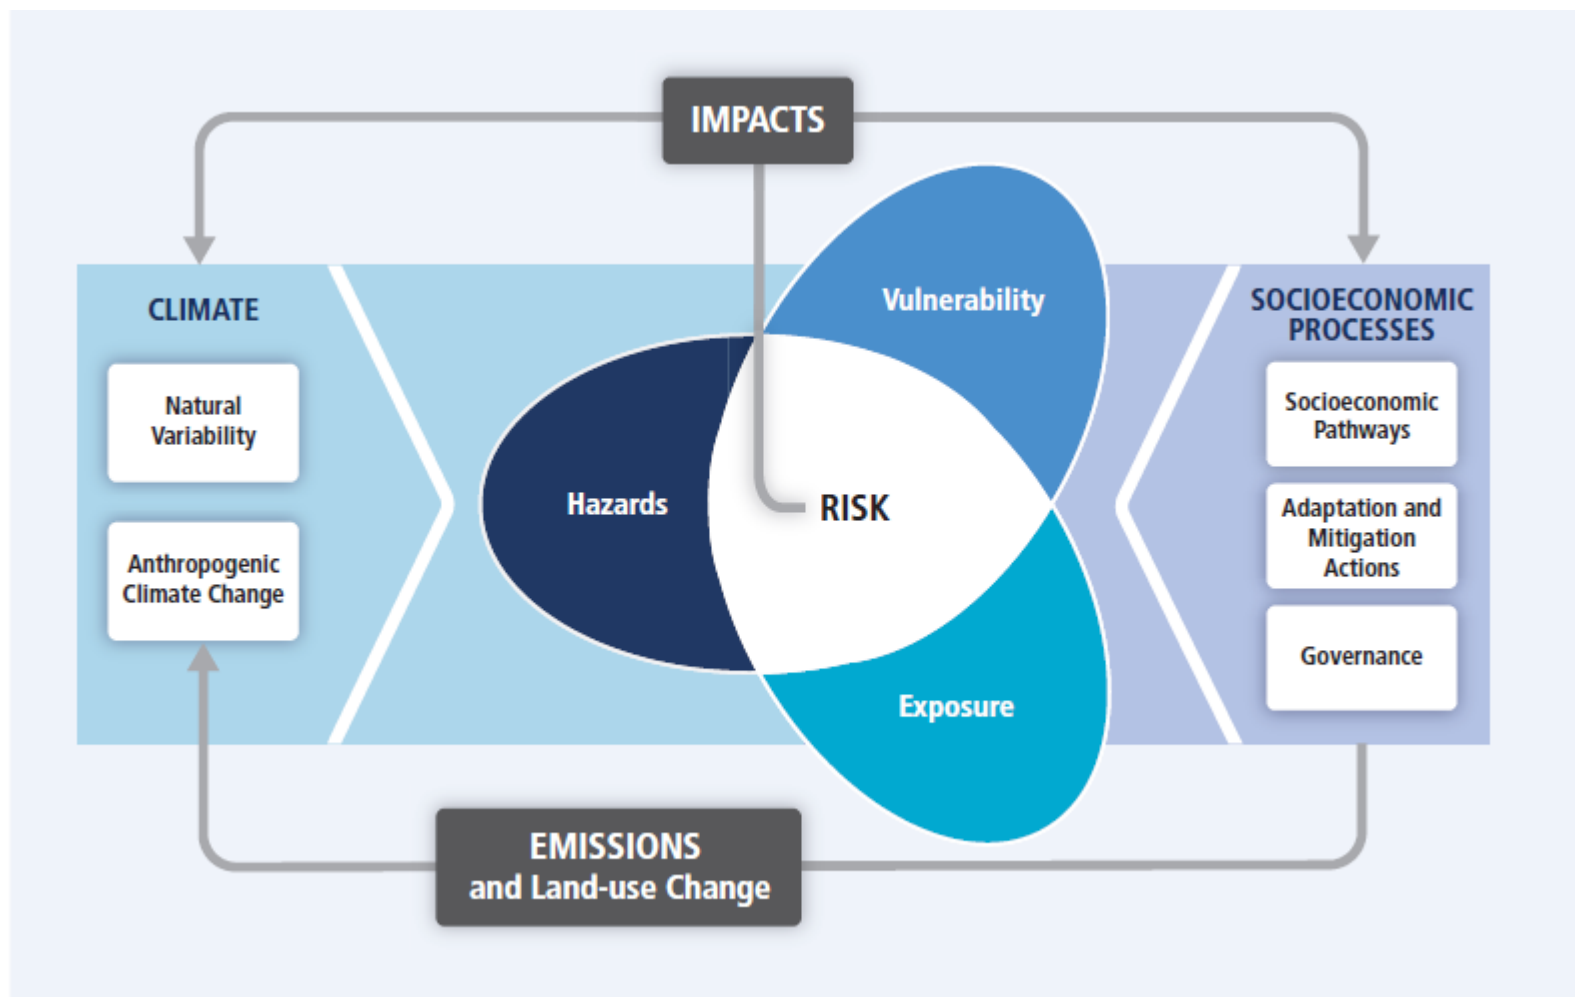 IMPACTS
CLIMATE
Natural
Variability
Anthropogenic
Climate Change
Vulnerability
Hazards
RISK
Exposure
SOCIOECONOMIC
PROCESSES
Socioeconomic
Pathways
Adaptation and
Mitigation
Actions
Governance
EMISSIONS
and Land-use Change